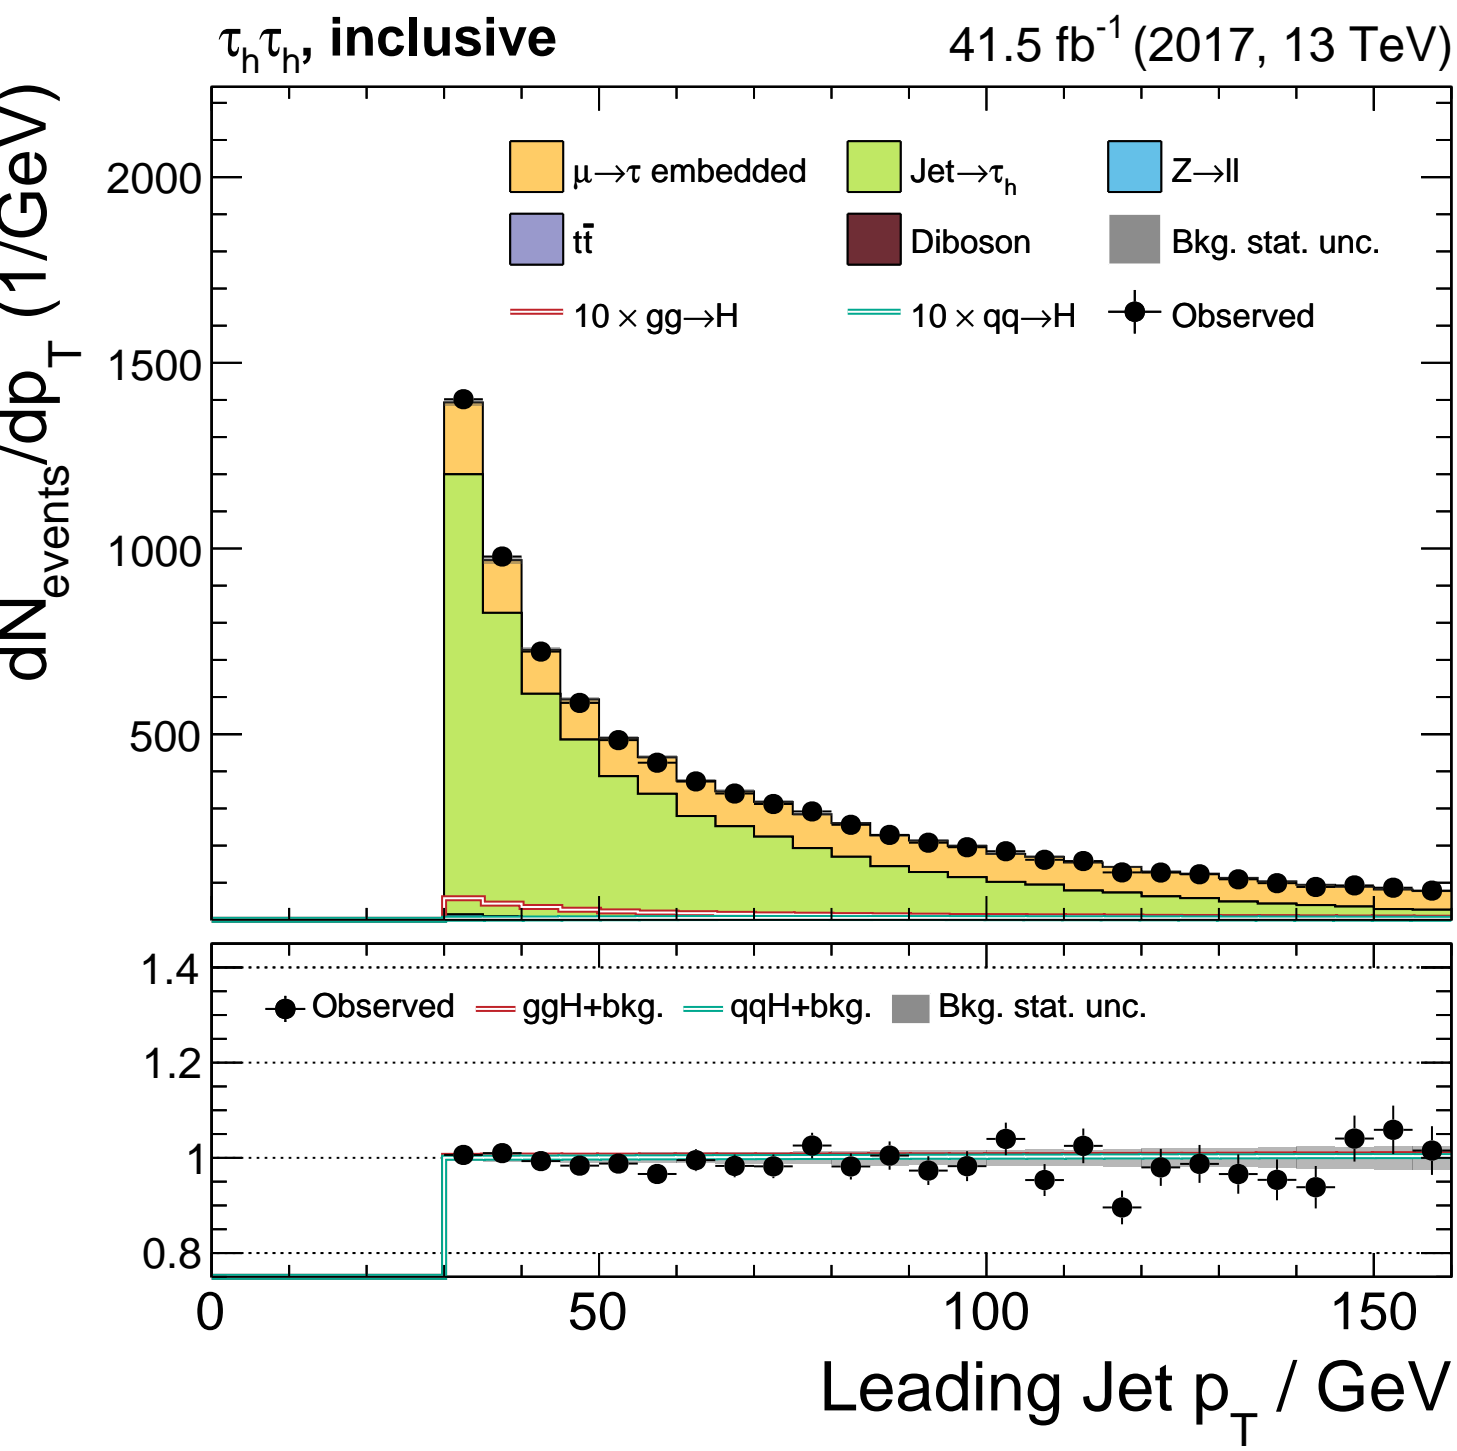 τhτh, inclusive 41.5 fb-1 (2017, 13 TeV)
dNevents/dpT (1/GeV)
2000
1500
1000
500
μ→τ embedded Jet→τh Z→ll
tt̄ Diboson Bkg. stat. unc.
10 × gg→H 10 × qq→H Observed
1.4
1.2
1
0.8
Observed ggH+bkg. qqH+bkg. Bkg. stat. unc.
0 50 100 150
Leading Jet pT / GeV